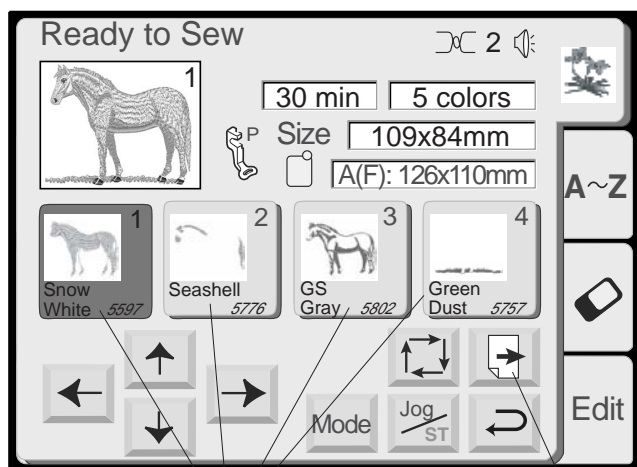 Ready to Sew
2
1
30 min
5 colors
P
Size
109x84mm
A(F): 126x110mm
A~Z
1
Snow
White 5597
2
Seashell
5776
3
GS
Gray 5802
4
Green
Dust 5757
Mode
Jog
ST
Edit